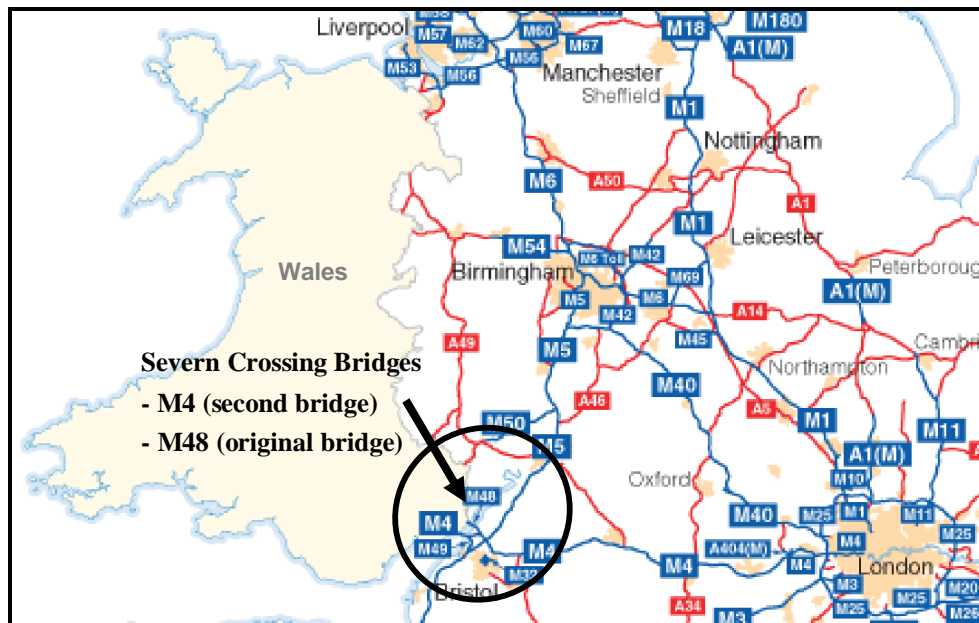 Liverpool
M57
M62
M60
M67
M18
M180
A1(M)
M53
M56
M56
Manchester
Sheffield
M1
Nottingham
M6
A50
A1
M1
Leicester
M54
M6 Toll
M42
Wales
Birmingham
M69
Peterboroug
M5
M6
A1(M)
M42
A14
A49
M5
M45
Cambri
Severn Crossing Bridges
Northampton
- M4 (second bridge)
M40
A46
A5
- M48 (original bridge)
M50
M1
M11
M5
A1(M)
Oxford
M10
M48
M4
M40
M25
M1
M11
M49
M4
A404(M)
M4
M4
M25
M32
M4
London
Bristol
M3
M20
A34
M3
M25
M25
M26